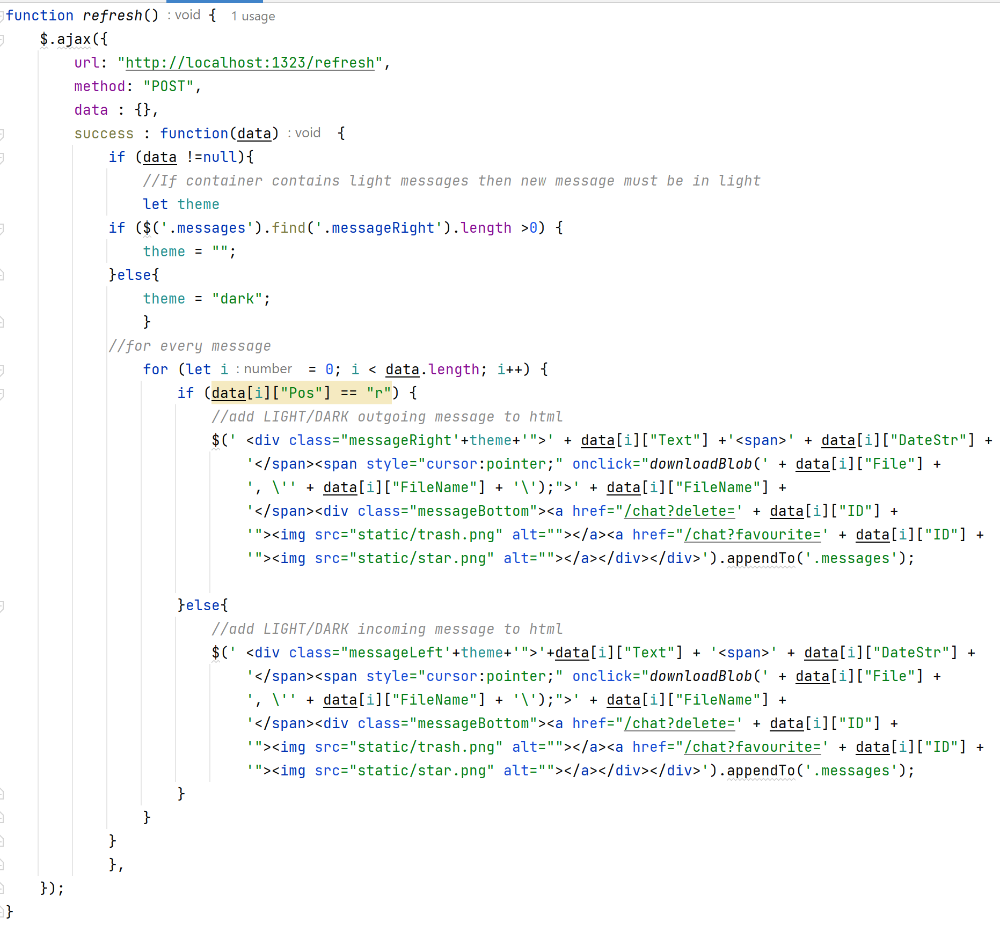 function refresh() : void {   1 usage
    $.ajax({
        url: "http://localhost:1323/refresh",
        method: "POST",
        data : {},
        success : function(data) : void  {
            if (data !=null){
                //If container contains light messages then new message must be in light
                let theme
            if ($('.messages').find('.messageRight').length >0) {
                theme = "";
            }else{
                theme = "dark";
                }
            //for every message
                for (let i : number  = 0; i < data.length; i++) {
                    if (data[i]["Pos"] == "r") {
                        //add LIGHT/DARK outgoing message to html
                        $(' <div class="messageRight'+theme+'">' + data[i]["Text"] +'<span>' + data[i]["DateStr"] +
                            '</span><span style="cursor:pointer;" onclick="downloadBlob(' + data[i]["File"] +
                            ', \'' + data[i]["FileName"] + '\');">' + data[i]["FileName"] +
                            '</span><div class="messageBottom"><a href="/chat?delete=' + data[i]["ID"] +
                            '"><img src="static/trash.png" alt=""></a><a href="/chat?favourite=' + data[i]["ID"] +
                            '"><img src="static/star.png" alt=""></a></div></div>').appendTo('.messages');

                    }else{
                        //add LIGHT/DARK incoming message to html
                        $(' <div class="messageLeft'+theme+'">'+data[i]["Text"] + '<span>' + data[i]["DateStr"] +
                            '</span><span style="cursor:pointer;" onclick="downloadBlob(' + data[i]["File"] +
                            ', \'' + data[i]["FileName"] + '\');">' + data[i]["FileName"] +
                            '</span><div class="messageBottom"><a href="/chat?delete=' + data[i]["ID"] +
                            '"><img src="static/trash.png" alt=""></a><a href="/chat?favourite=' + data[i]["ID"] +
                            '"><img src="static/star.png" alt=""></a></div></div>').appendTo('.messages');
                    }
                }
            }
            },
    });
}